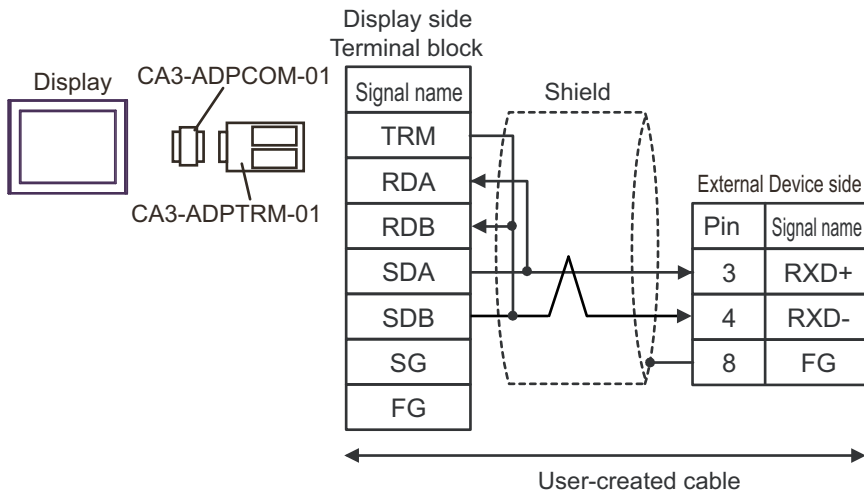 Display side
Terminal block
Display
CA3-ADPCOM-01
CA3-ADPTRM-01
Signal name
TRM
RDA
RDB
SDA
SDB
SG
FG
Shield
External Device side
Pin Signal name
3 RXD+
4 RXD-
8 FG
User-created cable